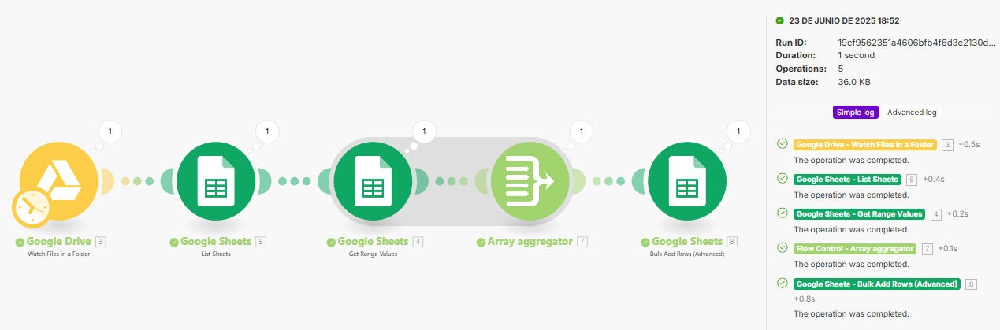 1
1
1
1
1
Google Drive 3
Watch Files in a Folder
Google Sheets 5
List Sheets
Google Sheets 4
Get Range Values
Array aggregator 7
Google Sheets 8
Bulk Add Rows (Advanced)
23 DE JUNIO DE 2025 18:52
Run ID: 19cf9562351a4606bfb4f6d3e2130d...
Duration: 1 second
Operations: 5
Data size: 36.0 KB
Simple log Advanced log
Google Drive - Watch Files in a Folder 3 +0.5s
The operation was completed.
Google Sheets - List Sheets 5 +0.4s
The operation was completed.
Google Sheets - Get Range Values 4 +0.2s
The operation was completed.
Flow Control - Array aggregator 7 +0.1s
The operation was completed.
Google Sheets - Bulk Add Rows (Advanced) 8
+0.8s
The operation was completed.